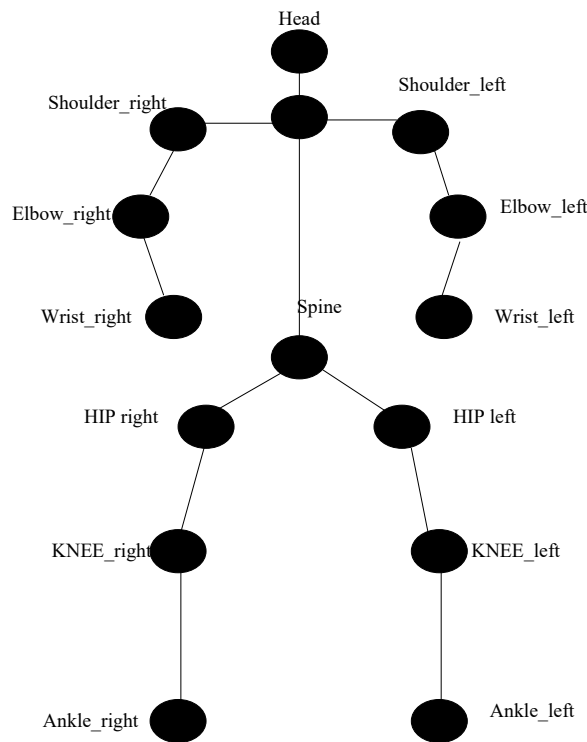 Head
Shoulder_left
Shoulder_right
Elbow_right
Elbow_left
Spine
Wrist_right
Wrist_left
HIP right
HIP left
KNEE_right
KNEE_left
Ankle_right
Ankle_left